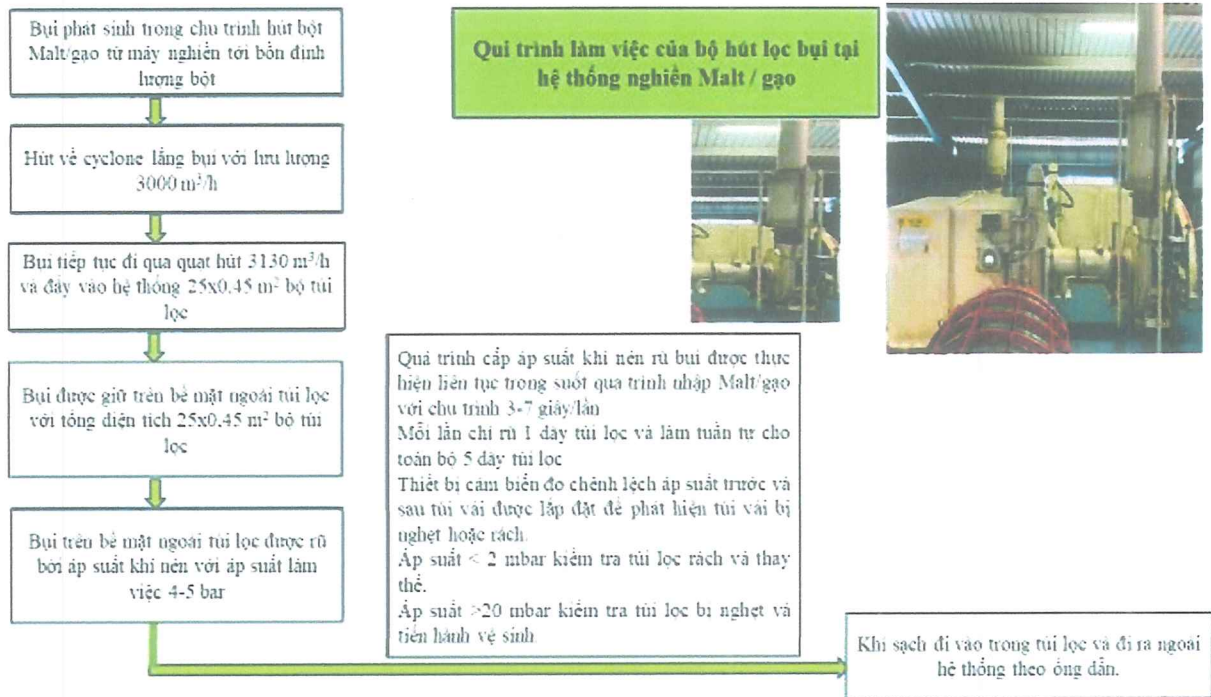 Bụi phát sinh trong chu trình hút bột
Malt/gạo từ máy nghiền tới bồn định
lượng bột
Hút về cyclone lắng bụi với lưu lượng
3000 m³/h
Bụi tiếp tục đi qua quạt hút 3130 m³/h
và đẩy vào hệ thống 25x0.45 m² bộ túi
lọc
Bụi được giữ trên bề mặt ngoài túi lọc
với tổng diện tích 25x0.45 m² bộ túi
lọc
Bụi trên bề mặt ngoài túi lọc được rũ
bởi áp suất khí nén với áp suất làm
việc 4-5 bar
Qui trình làm việc của bộ hút lọc bụi tại
hệ thống nghiền Malt / gạo
Quá trình cấp áp suất khí nén rũ bụi được thực
hiện liên tục trong suốt quá trình nhập Malt/gạo
với chu trình 3-7 giây/lần
Mỗi lần chỉ rũ 1 dãy túi lọc và làm tuần tự cho
toàn bộ 5 dãy túi lọc
Thiết bị cảm biến đo chênh lệch áp suất trước và
sau túi vải được lắp đặt để phát hiện túi vải bị
nghẹt hoặc rách.
Áp suất < 2 mbar kiểm tra túi lọc rách và thay
thế.
Áp suất >20 mbar kiểm tra túi lọc bị nghẹt và
tiến hành vệ sinh
Khí sạch đi vào trong túi lọc và đi ra ngoài
hệ thống theo ống dẫn.